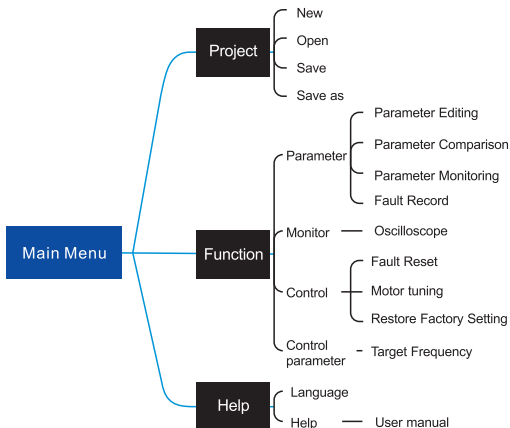 Main Menu
Project
New
Open
Save
Save as
Function
Parameter
Parameter Editing
Parameter Comparison
Parameter Monitoring
Fault Record
Monitor
Oscilloscope
Control
Fault Reset
Motor tuning
Restore Factory Setting
Control
parameter
Target Frequency
Help
Language
Help
User manual